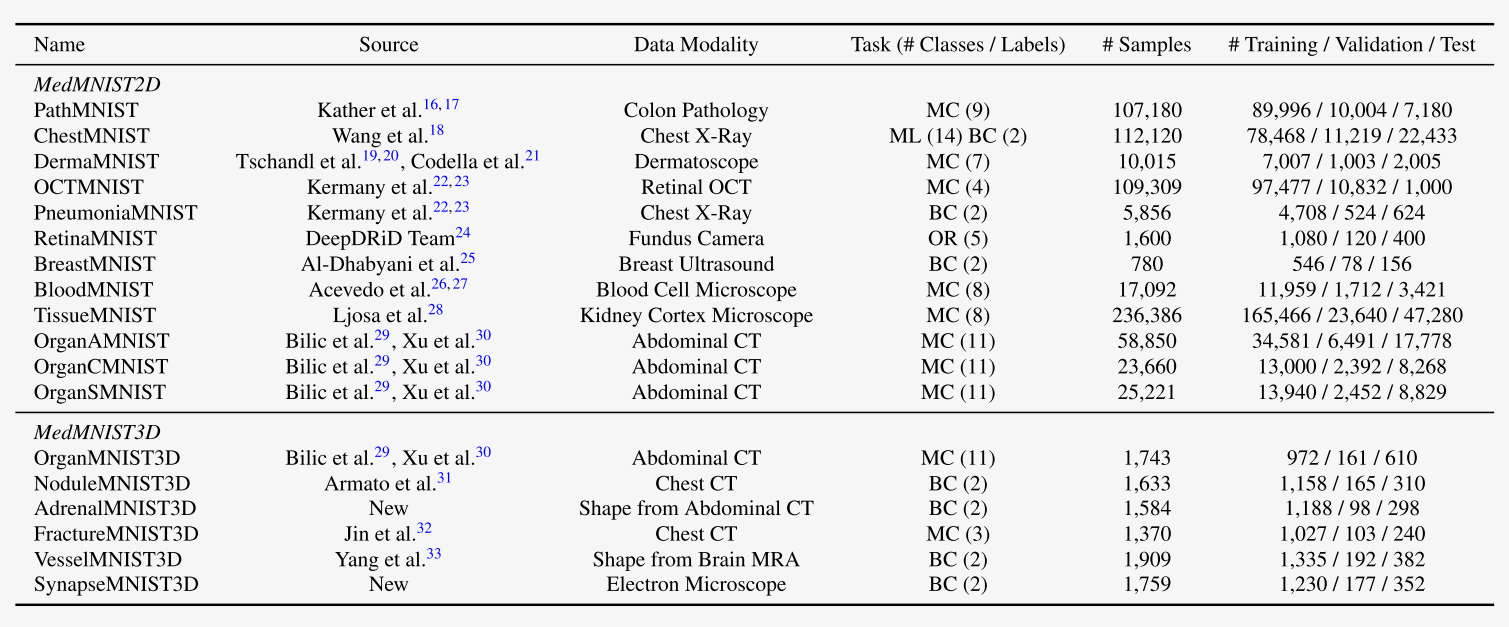 Name Source Data Modality Task (# Classes / Labels) # Samples # Training / Validation / Test
MedMNIST2D
PathMNIST Kather et al.16,17 Colon Pathology MC (9) 107,180 89,996 / 10,004 / 7,180
ChestMNIST Wang et al.18 Chest X-Ray ML (14) BC (2) 112,120 78,468 / 11,219 / 22,433
DermaMNIST Tschandl et al.19,20, Codella et al.21 Dermatoscope MC (7) 10,015 7,007 / 1,003 / 2,005
OCTMNIST Kermany et al.22,23 Retinal OCT MC (4) 109,309 97,477 / 10,832 / 1,000
PneumoniaMNIST Kermany et al.22,23 Chest X-Ray BC (2) 5,856 4,708 / 524 / 624
RetinaMNIST DeepDRiD Team24 Fundus Camera OR (5) 1,600 1,080 / 120 / 400
BreastMNIST Al-Dhabyani et al.25 Breast Ultrasound BC (2) 780 546 / 78 / 156
BloodMNIST Acevedo et al.26,27 Blood Cell Microscope MC (8) 17,092 11,959 / 1,712 / 3,421
TissueMNIST Ljosa et al.28 Kidney Cortex Microscope MC (8) 236,386 165,466 / 23,640 / 47,280
OrganAMNIST Bilic et al.29, Xu et al.30 Abdominal CT MC (11) 58,850 34,581 / 6,491 / 17,778
OrganCMNIST Bilic et al.29, Xu et al.30 Abdominal CT MC (11) 23,660 13,000 / 2,392 / 8,268
OrganSMNIST Bilic et al.29, Xu et al.30 Abdominal CT MC (11) 25,221 13,940 / 2,452 / 8,829
MedMNIST3D
OrganMNIST3D Bilic et al.29, Xu et al.30 Abdominal CT MC (11) 1,743 972 / 161 / 610
NoduleMNIST3D Armato et al.31 Chest CT BC (2) 1,633 1,158 / 165 / 310
AdrenalMNIST3D New Shape from Abdominal CT BC (2) 1,584 1,188 / 98 / 298
FractureMNIST3D Jin et al.32 Chest CT MC (3) 1,370 1,027 / 103 / 240
VesselMNIST3D Yang et al.33 Shape from Brain MRA BC (2) 1,909 1,335 / 192 / 382
SynapseMNIST3D New Electron Microscope BC (2) 1,759 1,230 / 177 / 352